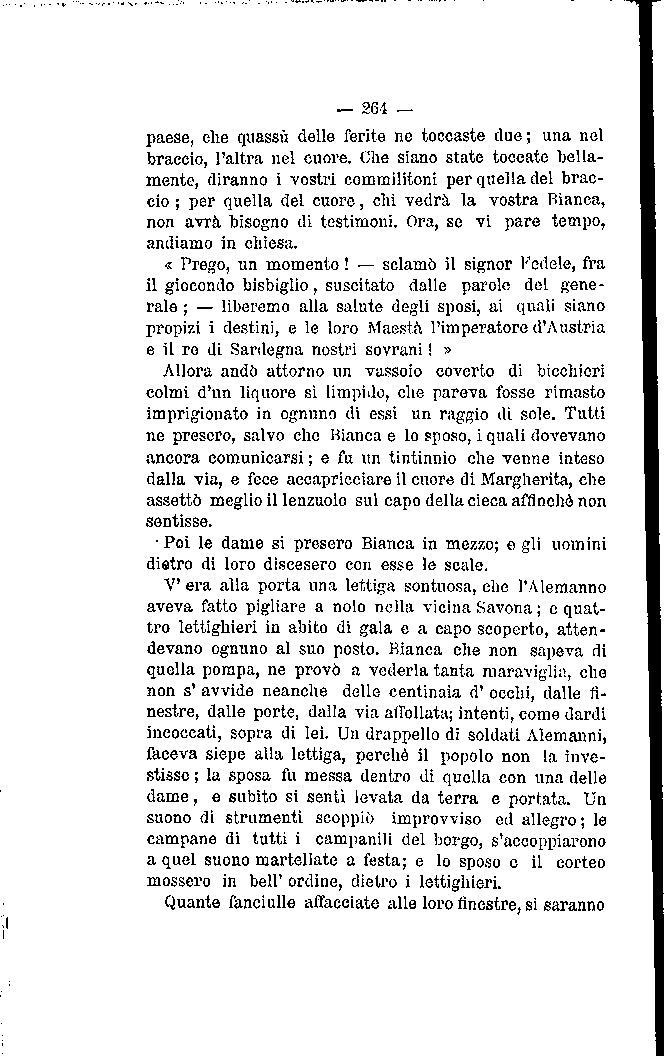 — 264 —
paese, che quassù delle ferite ne toccaste due; una nel
braccio, l'altra nel cuore. Che siano state toccate bella-
mente, diranno i vostri commilitoni per quella del brac-
cio; per quella del cuore, chi vedrà la vostra Bianca,
non avrà bisogno di testimoni. Ora, se vi pare tempo,
andiamo in chiesa.
« Prego, un momento! — sclamò il signor Fedele, fra
il giocondo bisbiglio, suscitato dalle parole del gene-
rale; — liberemo alla salute degli sposi, ai quali siano
propizi i destini, e le loro Maestà l'imperatore d'Austria
e il re di Sardegna nostri sovrani! »
Allora andò attorno un vassoio coverto di bicchieri
colmi d'un liquore sì limpido, che pareva fosse rimasto
imprigionato in ognuno di essi un raggio di sole. Tutti
ne presero, salvo che Bianca e lo sposo, i quali dovevano
ancora comunicarsi; e fu un tintinnio che venne inteso
dalla via, e fece accapricciare il cuore di Margherita, che
assettò meglio il lenzuolo sul capo della cieca affinchè non
sentisse.
Poi le dame si presero Bianca in mezzo; e gli uomini
dietro di loro discesero con esse le scale.
V' era alla porta una lettiga sontuosa, che l'Alemanno
aveva fatto pigliare a nolo nella vicina Savona; e quat-
tro lettighieri in abito di gala e a capo scoperto, atten-
devano ognuno al suo posto. Bianca che non sapeva di
quella pompa, ne provò a vederla tanta maraviglia, che
non s' avvide neanche delle centinaia d' occhi, dalle fi-
nestre, dalle porte, dalla via affollata; intenti, come dardi
incoccati, sopra di lei. Un drappello di soldati Alemanni,
faceva siepe alla lettiga, perchè il popolo non la inve-
stisse; la sposa fu messa dentro di quella con una delle
dame, e subito si sentì levata da terra e portata. Un
suono di strumenti scoppiò improvviso ed allegro; le
campane di tutti i campanili del borgo, s'accoppiarono
a quel suono martellate a festa; e lo sposo e il corteo
mossero in bell' ordine, dietro i lettighieri.
Quante fanciulle affacciate alle loro finestre, si saranno